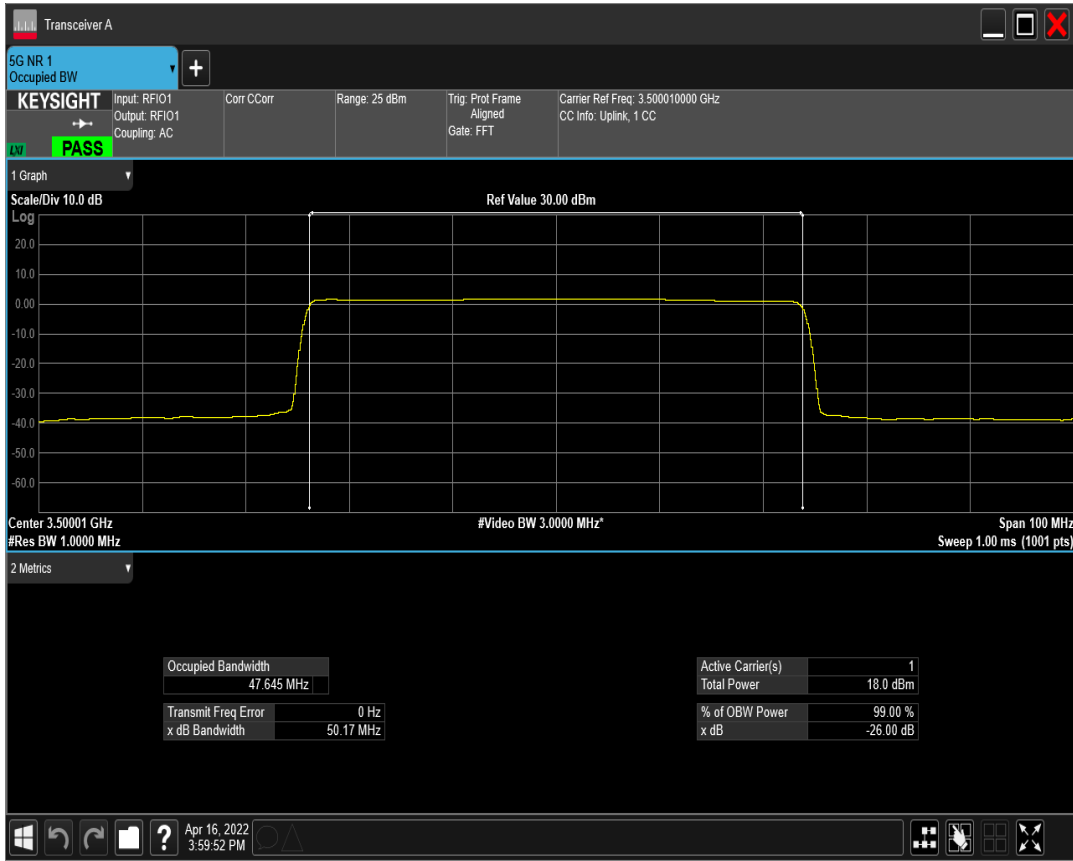 Transceiver A
5G NR 1
Occupied BW
KEYSIGHT
LXI
PASS
Input: RFIO1
Output: RFIO1
Coupling: AC
Corr CCorr
Range: 25 dBm
Trig: Prot Frame
Aligned
Gate: FFT
Carrier Ref Freq: 3.500010000 GHz
CC Info: Uplink, 1 CC
1 Graph
Scale/Div 10.0 dB
Ref Value 30.00 dBm
Log
20.0
10.0
0.00
-10.0
-20.0
-30.0
-40.0
-50.0
-60.0
Center 3.50001 GHz
#Video BW 3.0000 MHz*
Span 100 MHz
#Res BW 1.0000 MHz
Sweep 1.00 ms (1001 pts)
2 Metrics
Occupied Bandwidth
47.645 MHz
Transmit Freq Error 0 Hz
x dB Bandwidth 50.17 MHz
Active Carrier(s) 1
Total Power 18.0 dBm
% of OBW Power 99.00 %
x dB -26.00 dB
?
Apr 16, 2022
3:59:52 PM